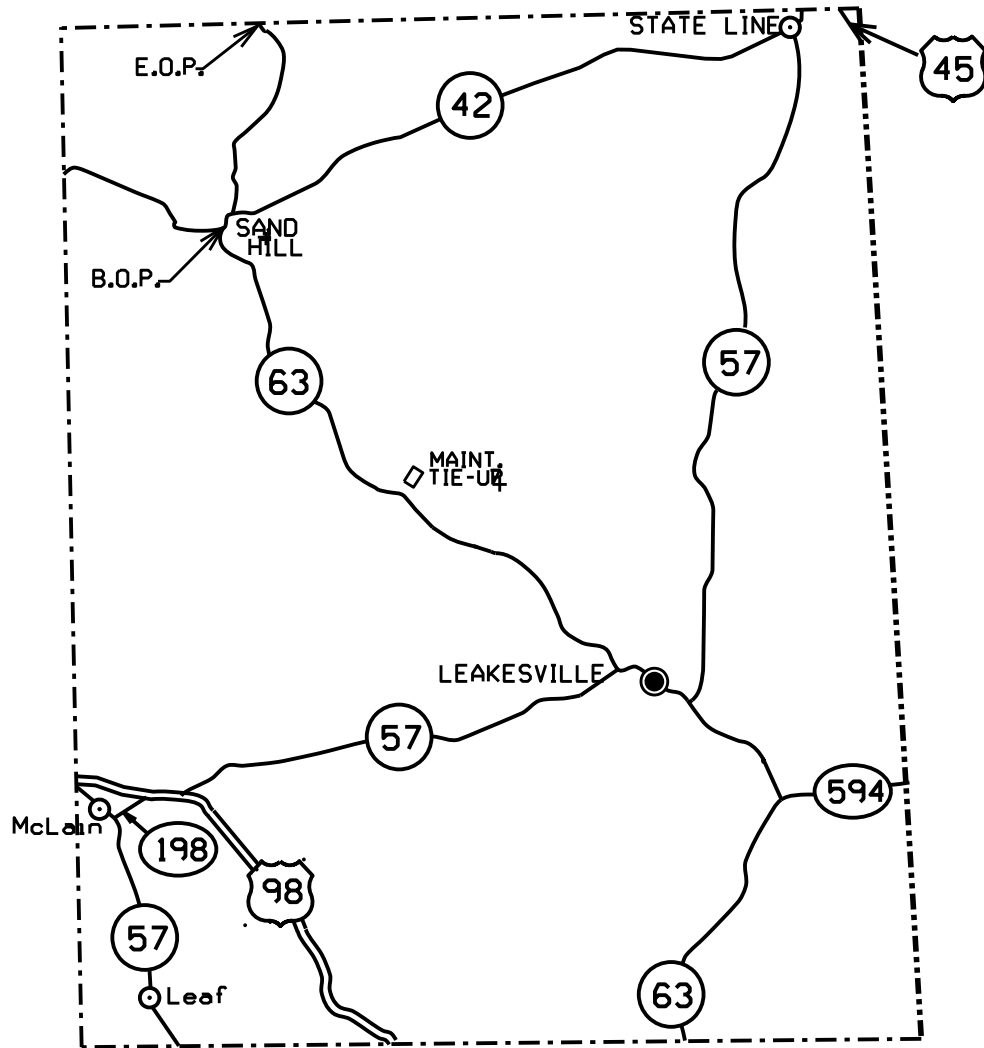 STATE LINE
E.O.P.
45
42
SAND
HILL
B.O.P.
57
63
MAINT.
TIE-UP
LEAKESVILLE
57
594
McLain
198
98
57
63
Leaf